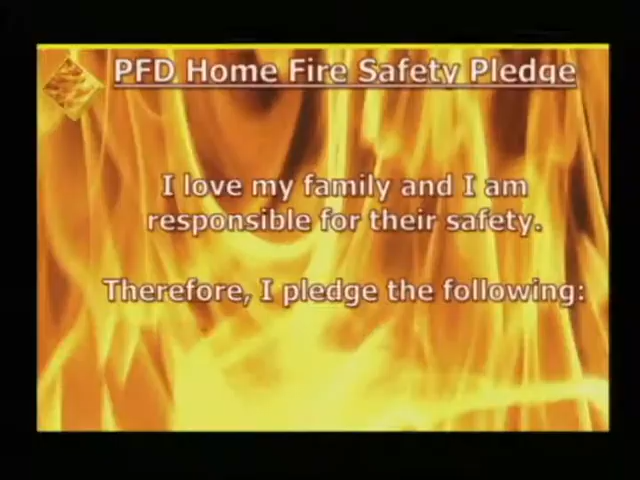 PFD Home Fire Safety Pledge
I love my family and I am
responsible for their safety.
Therefore, I pledge the following: